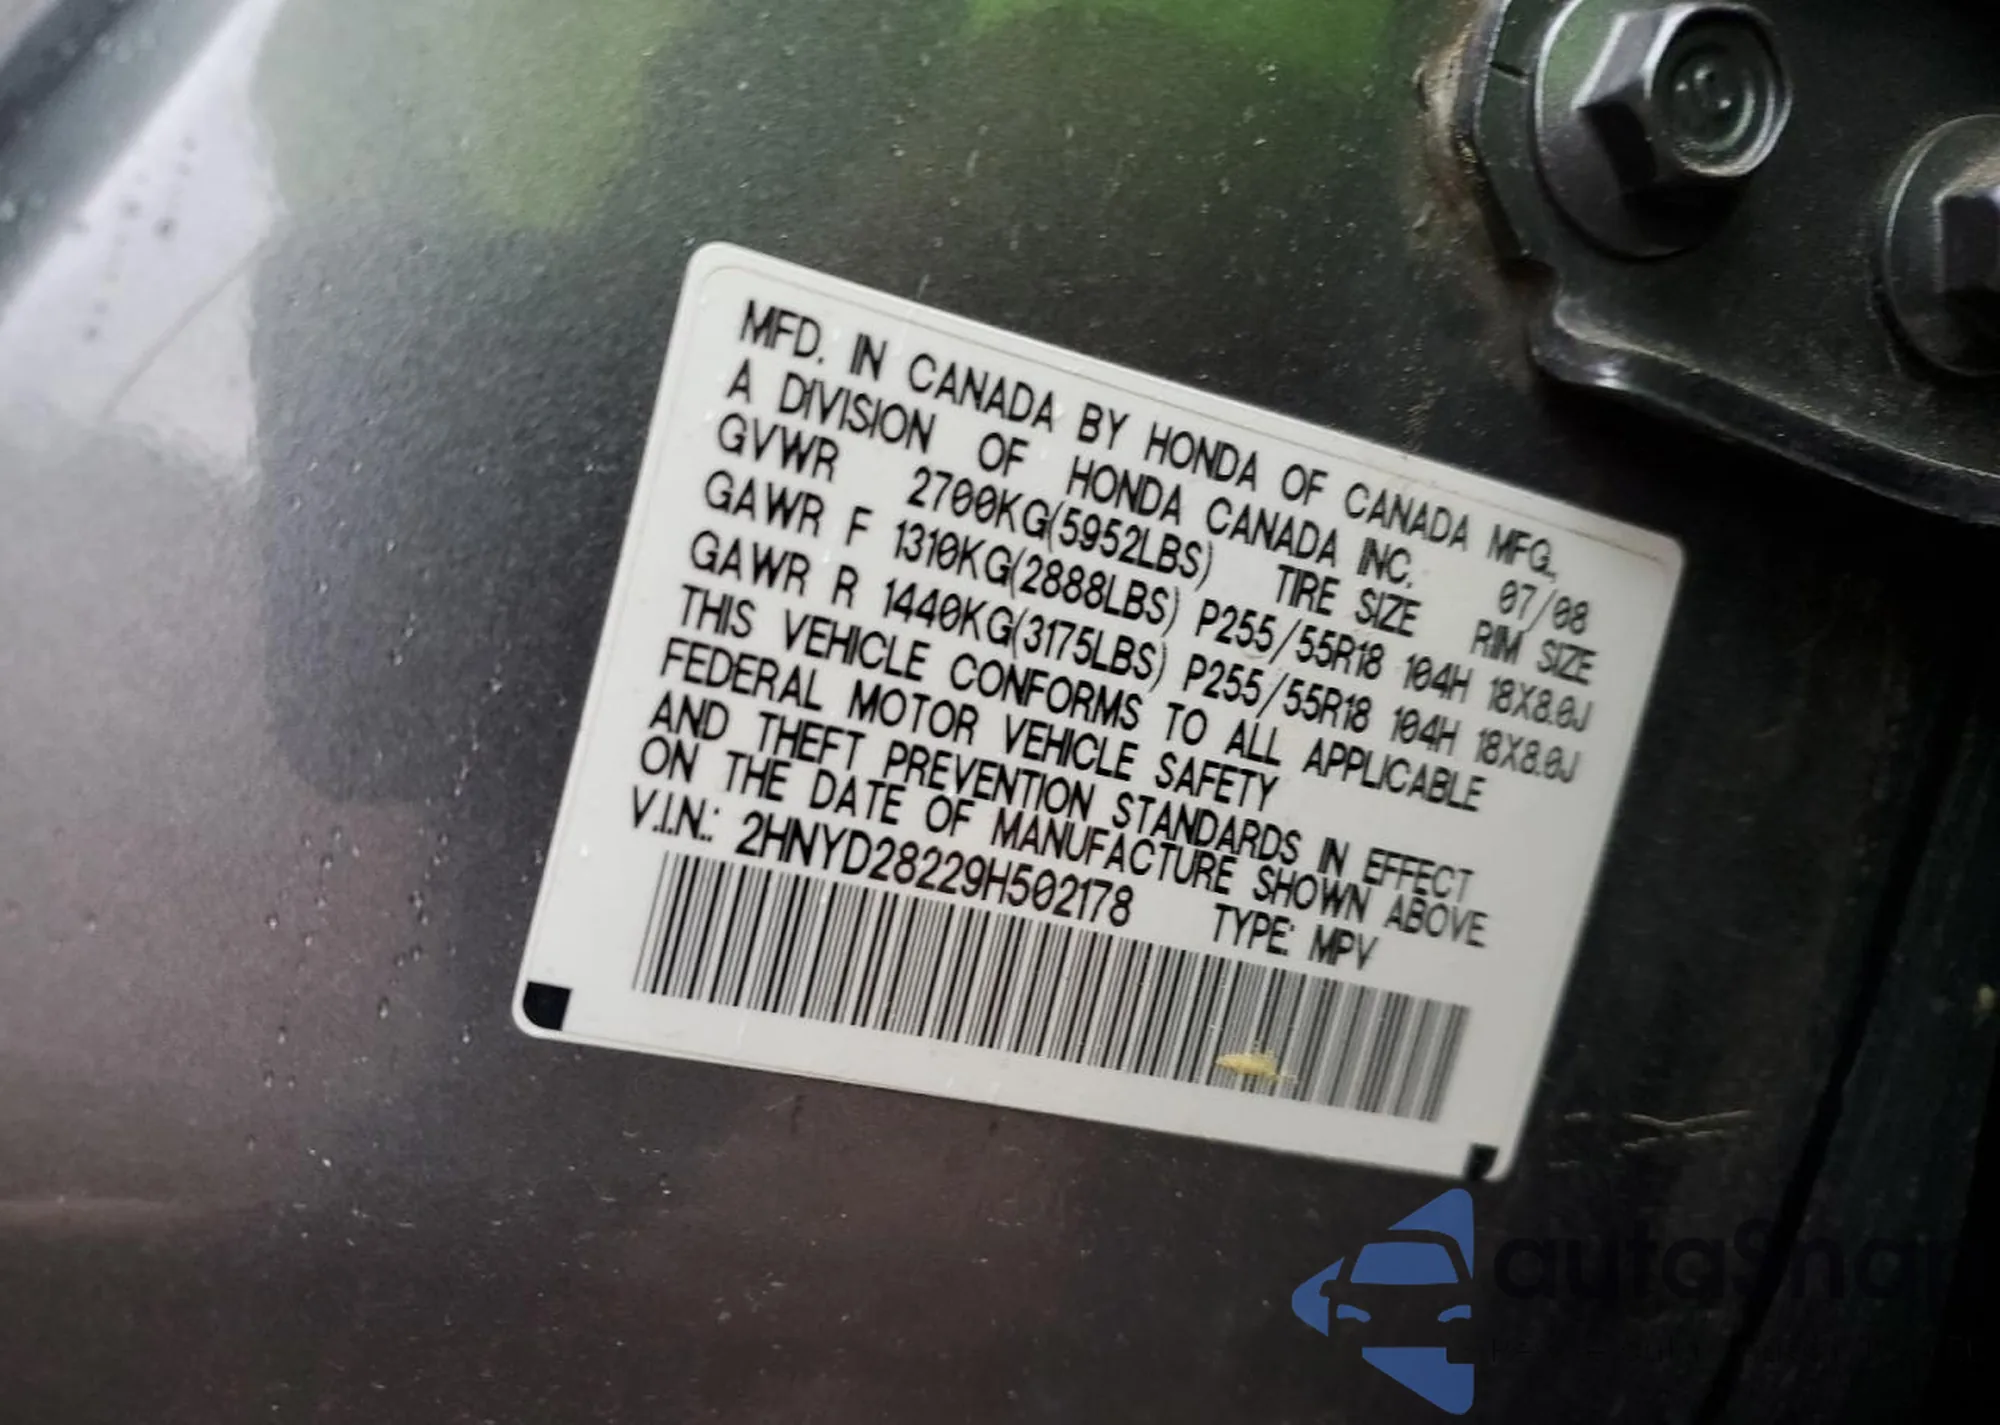 MFD. IN CANADA BY HONDA OF CANADA MFG.,
A DIVISION OF HONDA CANADA INC. 07/08
GVWR 2700KG(5952LBS) TIRE SIZE RIM SIZE
GAWR F 1310KG(2888LBS) P255/55R18 104H 18X8.0J
GAWR R 1440KG(3175LBS) P255/55R18 104H 18X8.0J
THIS VEHICLE CONFORMS TO ALL APPLICABLE
FEDERAL MOTOR VEHICLE SAFETY
AND THEFT PREVENTION STANDARDS IN EFFECT
ON THE DATE OF MANUFACTURE SHOWN ABOVE
V.I.N.: 2HNYD28229H502178 TYPE: MPV
autoSnap